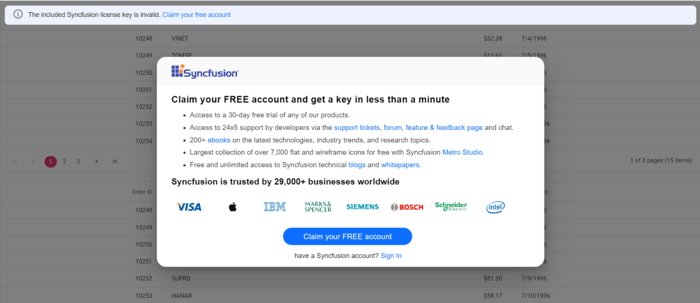 The included Syncfusion license key is invalid. Claim your free account
10248 VINET $32.38 7/4/1996
10249 TOMSP $11.61 7/5/1996
10250
10251
10252
10253
10254
1 2 3 1 of 3 pages (15 items)
Order ID
10248
10249
10250
10251
10252 SUPRD $51.30 7/9/1996
10253 HANAR $58.17 7/10/1996
Syncfusion
Claim your FREE account and get a key in less than a minute
• Access to a 30-day free trial of any of our products.
• Access to 24x5 support by developers via the support tickets, forum, feature & feedback page and chat.
• 200+ ebooks on the latest technologies, industry trends, and research topics.
• Largest collection of over 7,000 flat and wireframe icons for free with Syncfusion Metro Studio.
• Free and unlimited access to Syncfusion technical blogs and whitepapers.
Syncfusion is trusted by 29,000+ businesses worldwide
VISA IBM MARKS & SPENCER SIEMENS BOSCH Schneider Electric intel
Claim your FREE account
have a Syncfusion account? Sign In